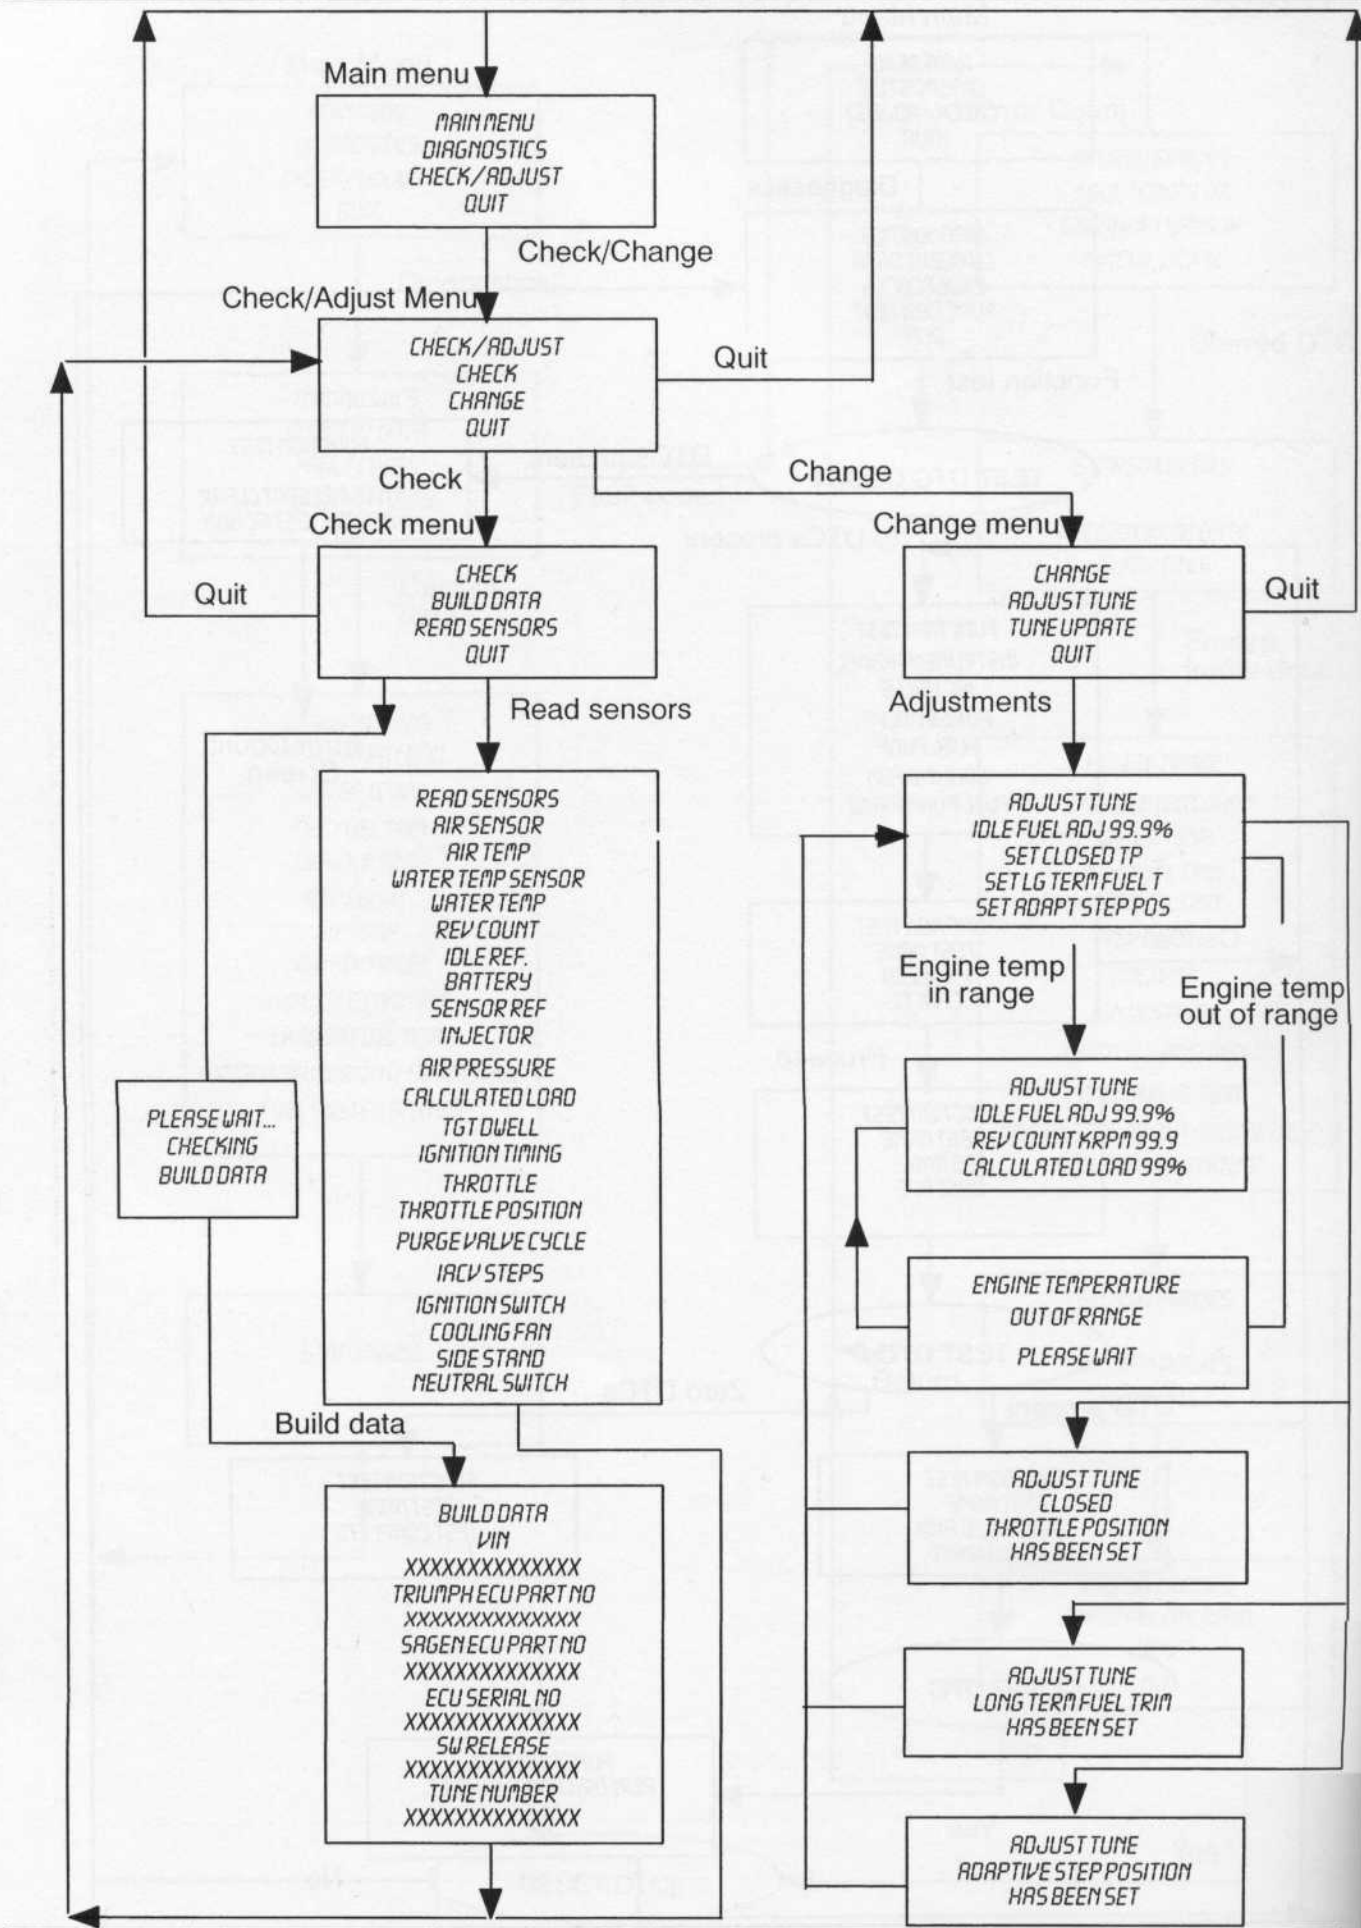 Main menu
MAIN MENU
DIAGNOSTICS
CHECK/ADJUST
QUIT
Check/Change
Check/Adjust Menu
CHECK/ADJUST
CHECK
CHANGE
QUIT
Quit
Check
Change
Check menu
CHECK
BUILD DATA
READ SENSORS
QUIT
Quit
Change menu
CHANGE
ADJUST TUNE
TUNE UPDATE
QUIT
Quit
Read sensors
READ SENSORS
AIR SENSOR
AIR TEMP
WATER TEMP SENSOR
WATER TEMP
REV COUNT
IDLE REF.
BATTERY
SENSOR REF
INJECTOR
AIR PRESSURE
CALCULATED LOAD
TGT DWELL
IGNITION TIMING
THROTTLE
THROTTLE POSITION
PURGE VALVE CYCLE
IACV STEPS
IGNITION SWITCH
COOLING FAN
SIDE STAND
NEUTRAL SWITCH
PLEASE WAIT...
CHECKING
BUILD DATA
Build data
BUILD DATA
VIN
XXXXXXXXXXXXXX
TRIUMPH ECU PART NO
XXXXXXXXXXXXXX
SAGEN ECU PART NO
XXXXXXXXXXXXXX
ECU SERIAL NO
XXXXXXXXXXXXXX
SW RELEASE
XXXXXXXXXXXXXX
TUNE NUMBER
XXXXXXXXXXXXXX
Adjustments
ADJUST TUNE
IDLE FUEL ADJ 99.9%
SET CLOSED TP
SET LG TERM FUEL T
SET ADAPT STEP POS
Engine temp
in range
Engine temp
out of range
ADJUST TUNE
IDLE FUEL ADJ 99.9%
REV COUNT KRPM 99.9
CALCULATED LOAD 99%
ENGINE TEMPERATURE
OUT OF RANGE
PLEASE WAIT
ADJUST TUNE
CLOSED
THROTTLE POSITION
HAS BEEN SET
ADJUST TUNE
LONG TERM FUEL TRIM
HAS BEEN SET
ADJUST TUNE
ADAPTIVE STEP POSITION
HAS BEEN SET